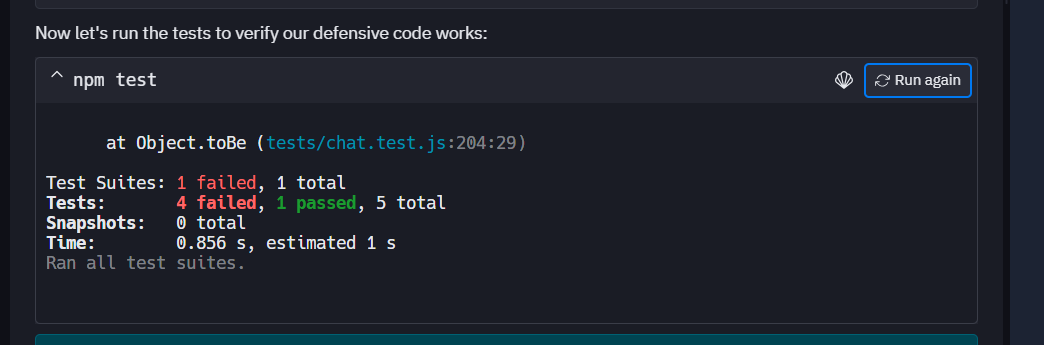 Now let's run the tests to verify our defensive code works:
npm test
Run again
at Object.toBe (tests/chat.test.js:204:29)
Test Suites: 1 failed, 1 total
Tests: 4 failed, 1 passed, 5 total
Snapshots: 0 total
Time: 0.856 s, estimated 1 s
Ran all test suites.